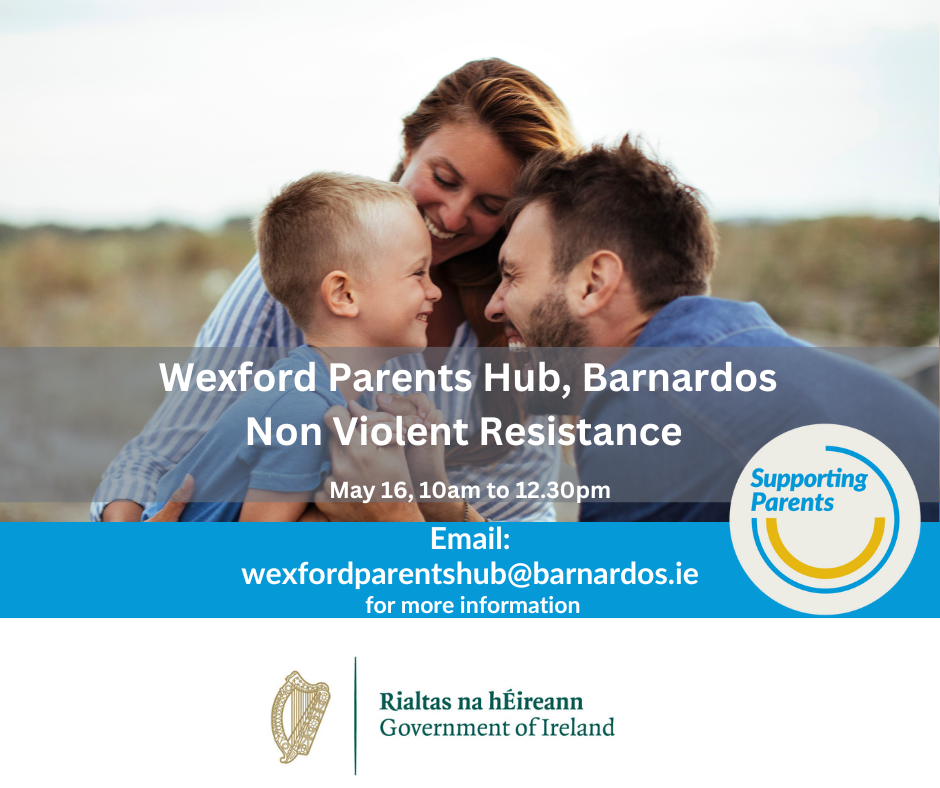 Wexford Parents Hub, Barnardos
Non Violent Resistance
May 16, 10am to 12.30pm
Supporting
Parents
Email:
wexfordparentshub@barnardos.ie
for more information
Rialtas na hÉireann
Government of Ireland